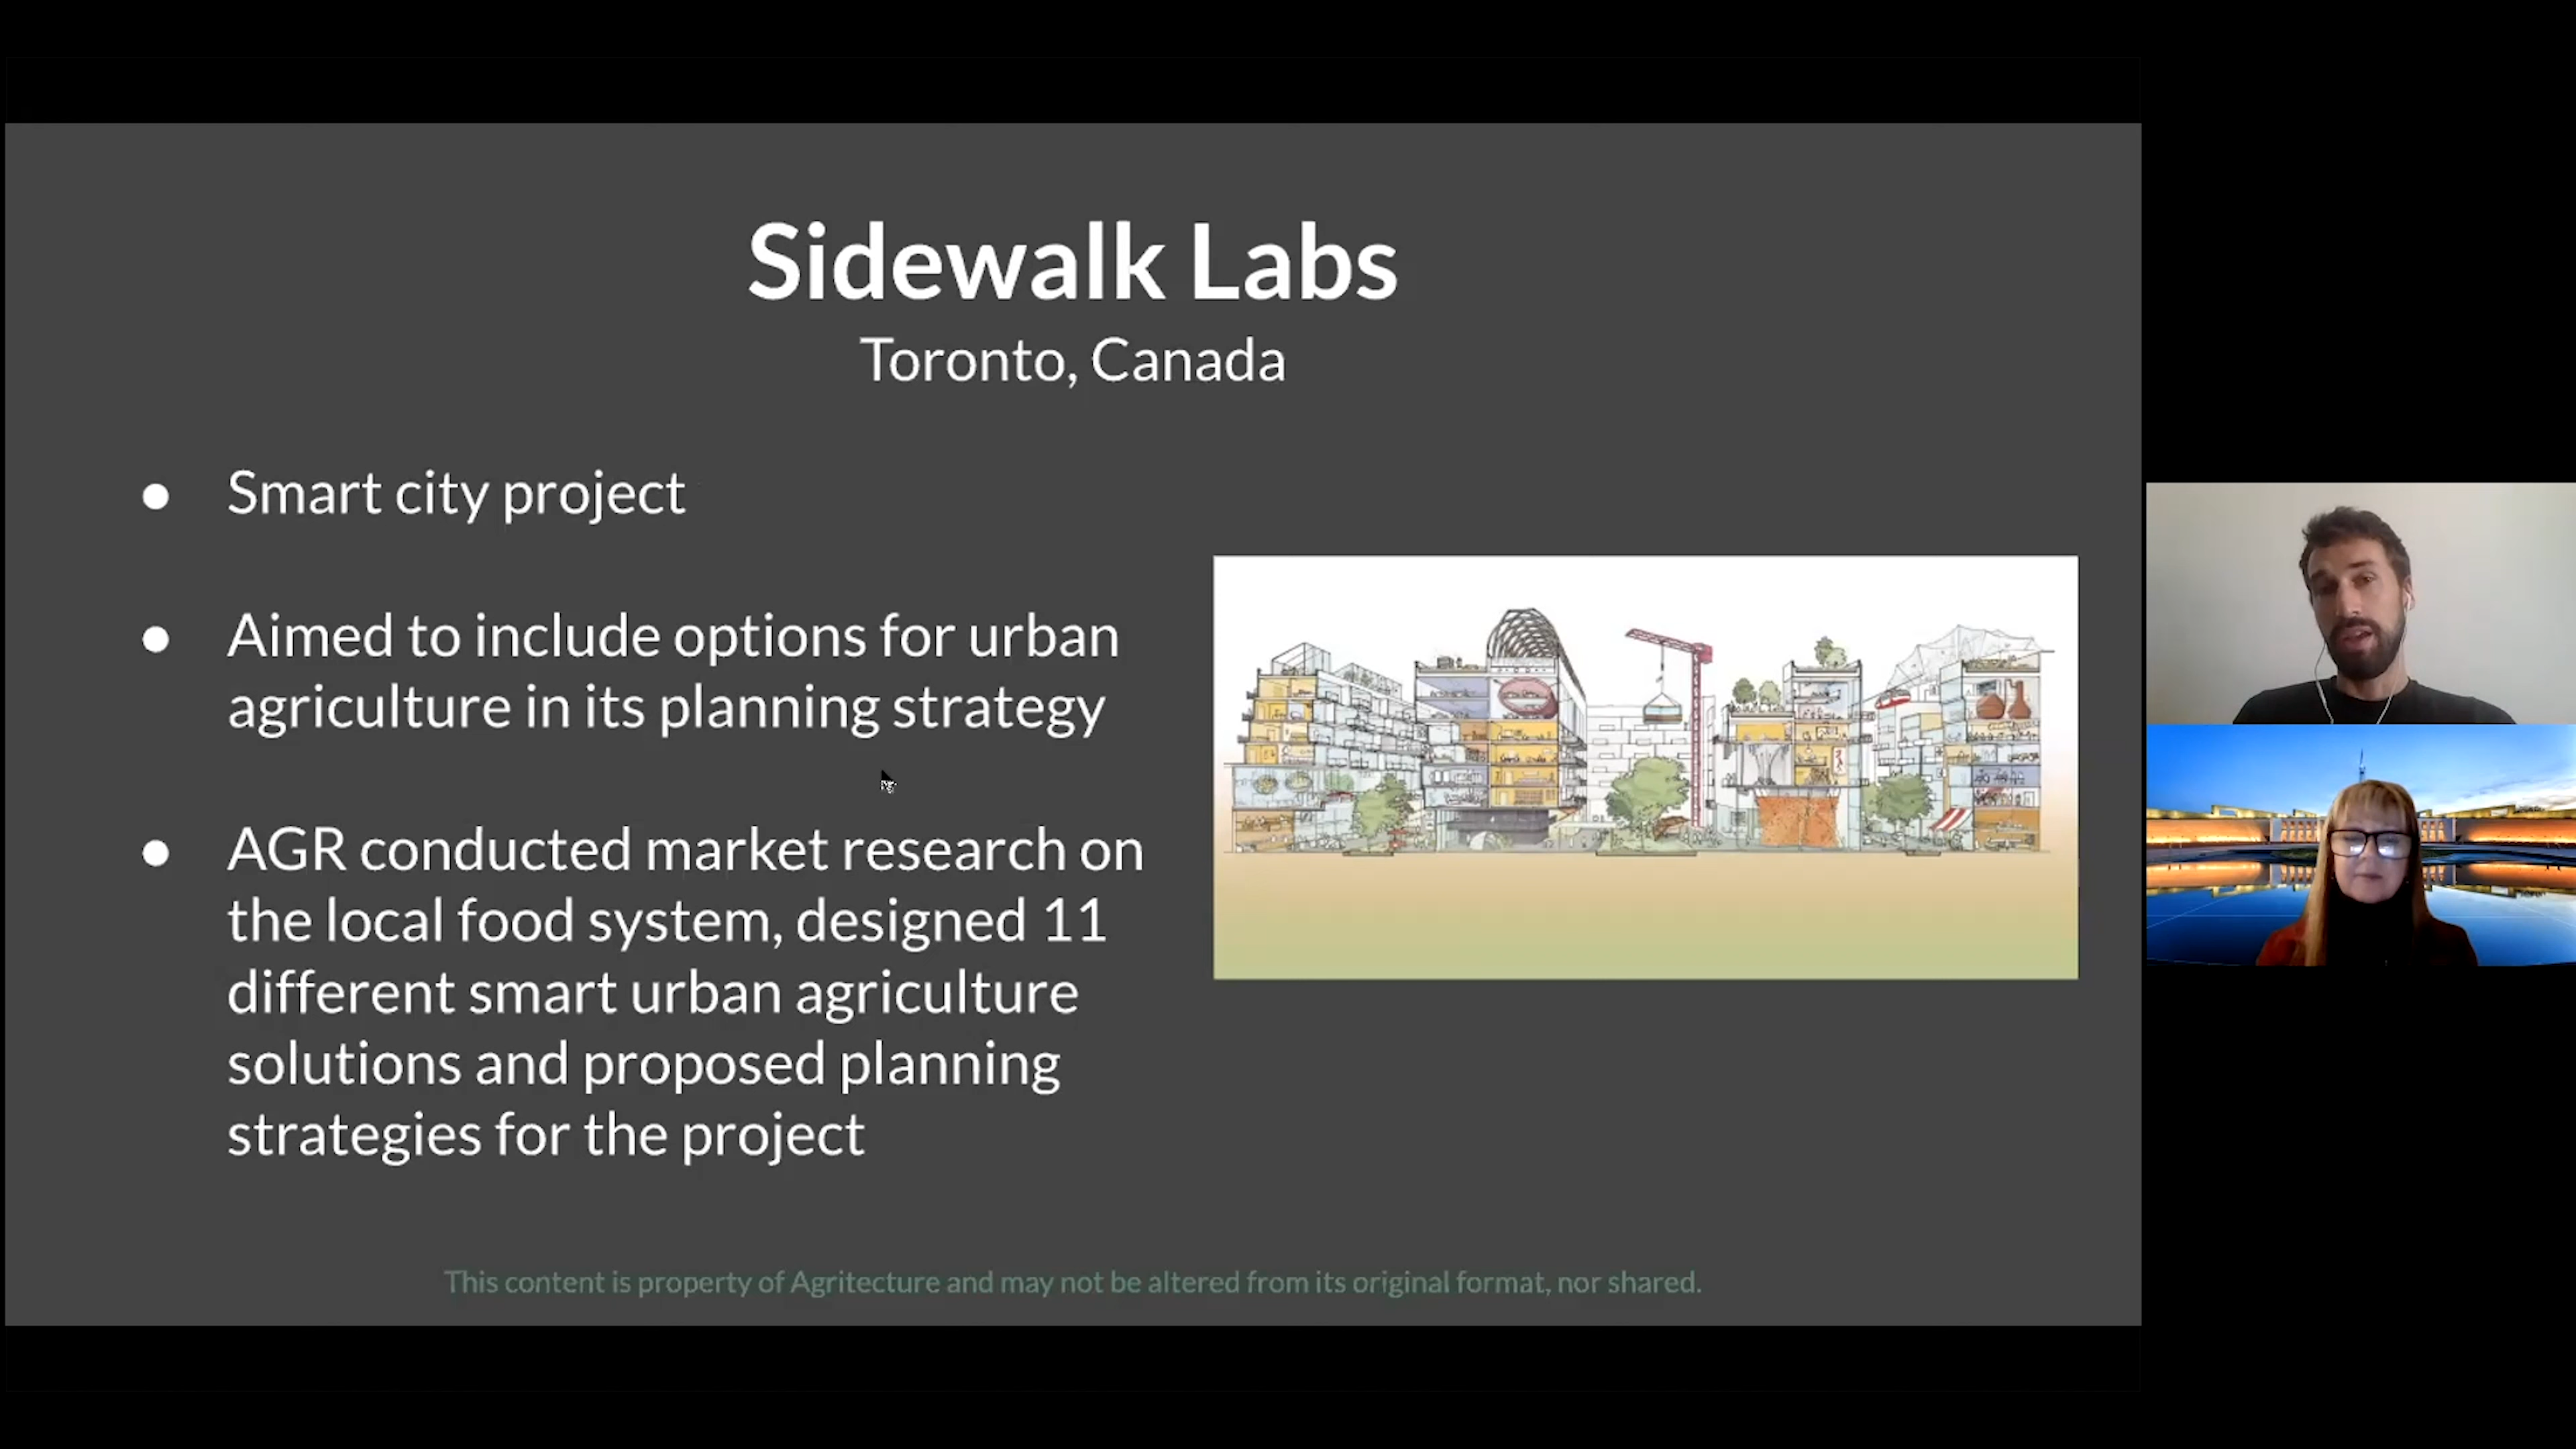 Sidewalk Labs
Toronto, Canada
● Smart city project
● Aimed to include options for urban
agriculture in its planning strategy
● AGR conducted market research on
the local food system, designed 11
different smart urban agriculture
solutions and proposed planning
strategies for the project
This content is property of Agritecture and may not be altered from its original format, nor shared.